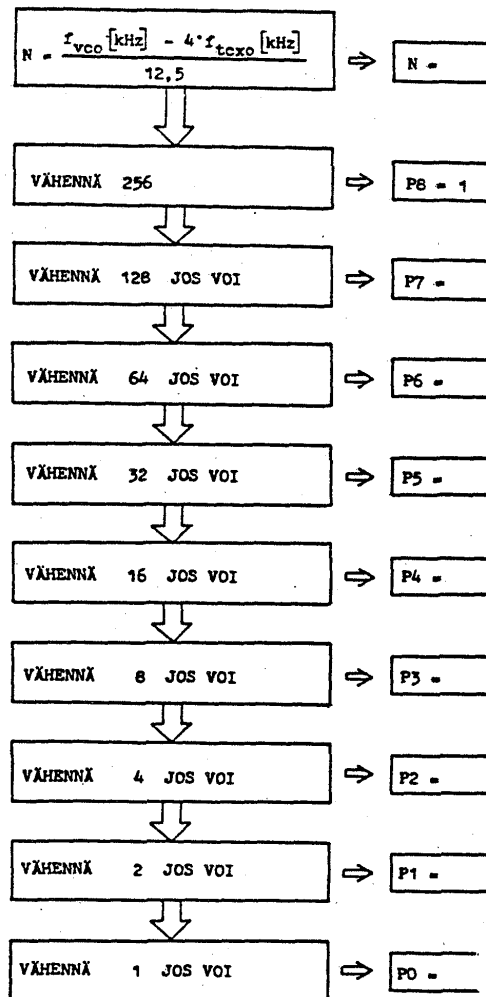 N = f_vco [kHz] - 4·f_tcxo [kHz] / 12,5
N =
VÄHENNÄ 256
P8 = 1
VÄHENNÄ 128 JOS VOI
P7 =
VÄHENNÄ 64 JOS VOI
P6 =
VÄHENNÄ 32 JOS VOI
P5 =
VÄHENNÄ 16 JOS VOI
P4 =
VÄHENNÄ 8 JOS VOI
P3 =
VÄHENNÄ 4 JOS VOI
P2 =
VÄHENNÄ 2 JOS VOI
P1 =
VÄHENNÄ 1 JOS VOI
PO =